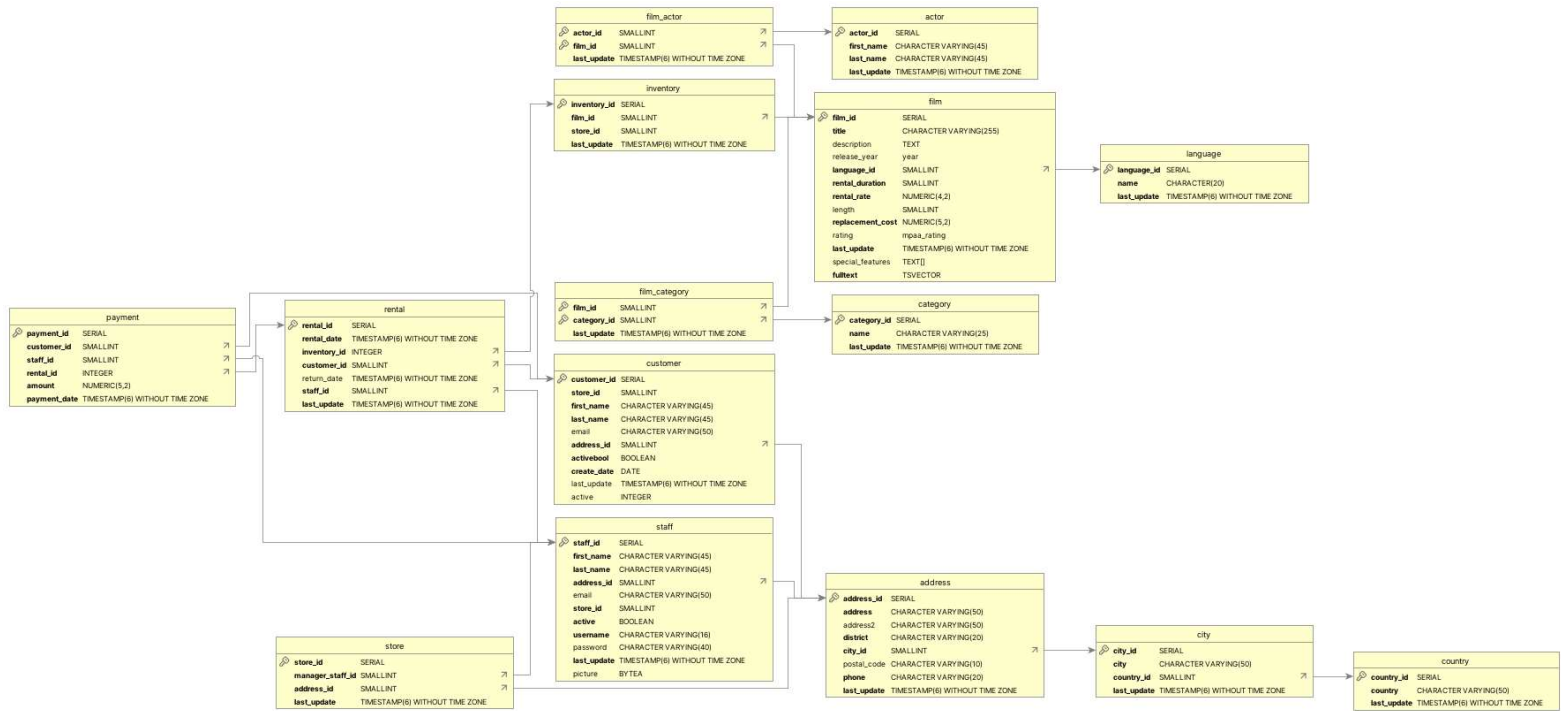 film_actor
actor_id SMALLINT
film_id SMALLINT
last_update TIMESTAMP(6) WITHOUT TIME ZONE
actor
actor_id SERIAL
first_name CHARACTER VARYING(45)
last_name CHARACTER VARYING(45)
last_update TIMESTAMP(6) WITHOUT TIME ZONE
inventory
inventory_id SERIAL
film_id SMALLINT
store_id SMALLINT
last_update TIMESTAMP(6) WITHOUT TIME ZONE
film
film_id SERIAL
title CHARACTER VARYING(255)
description TEXT
release_year year
language_id SMALLINT
rental_duration SMALLINT
rental_rate NUMERIC(4,2)
length SMALLINT
replacement_cost NUMERIC(5,2)
rating mpaa_rating
last_update TIMESTAMP(6) WITHOUT TIME ZONE
special_features TEXT[]
fulltext TSVECTOR
language
language_id SERIAL
name CHARACTER(20)
last_update TIMESTAMP(6) WITHOUT TIME ZONE
film_category
film_id SMALLINT
category_id SMALLINT
last_update TIMESTAMP(6) WITHOUT TIME ZONE
category
category_id SERIAL
name CHARACTER VARYING(25)
last_update TIMESTAMP(6) WITHOUT TIME ZONE
payment
payment_id SERIAL
customer_id SMALLINT
staff_id SMALLINT
rental_id INTEGER
amount NUMERIC(5,2)
payment_date TIMESTAMP(6) WITHOUT TIME ZONE
rental
rental_id SERIAL
rental_date TIMESTAMP(6) WITHOUT TIME ZONE
inventory_id INTEGER
customer_id SMALLINT
return_date TIMESTAMP(6) WITHOUT TIME ZONE
staff_id SMALLINT
last_update TIMESTAMP(6) WITHOUT TIME ZONE
customer
customer_id SERIAL
store_id SMALLINT
first_name CHARACTER VARYING(45)
last_name CHARACTER VARYING(45)
email CHARACTER VARYING(50)
address_id SMALLINT
activebool BOOLEAN
create_date DATE
last_update TIMESTAMP(6) WITHOUT TIME ZONE
active INTEGER
staff
staff_id SERIAL
first_name CHARACTER VARYING(45)
last_name CHARACTER VARYING(45)
address_id SMALLINT
email CHARACTER VARYING(50)
store_id SMALLINT
active BOOLEAN
username CHARACTER VARYING(16)
password CHARACTER VARYING(40)
last_update TIMESTAMP(6) WITHOUT TIME ZONE
picture BYTEA
store
store_id SERIAL
manager_staff_id SMALLINT
address_id SMALLINT
last_update TIMESTAMP(6) WITHOUT TIME ZONE
address
address_id SERIAL
address CHARACTER VARYING(50)
address2 CHARACTER VARYING(50)
district CHARACTER VARYING(20)
city_id SMALLINT
postal_code CHARACTER VARYING(10)
phone CHARACTER VARYING(20)
last_update TIMESTAMP(6) WITHOUT TIME ZONE
city
city_id SERIAL
city CHARACTER VARYING(50)
country_id SMALLINT
last_update TIMESTAMP(6) WITHOUT TIME ZONE
country
country_id SERIAL
country CHARACTER VARYING(50)
last_update TIMESTAMP(6) WITHOUT TIME ZONE